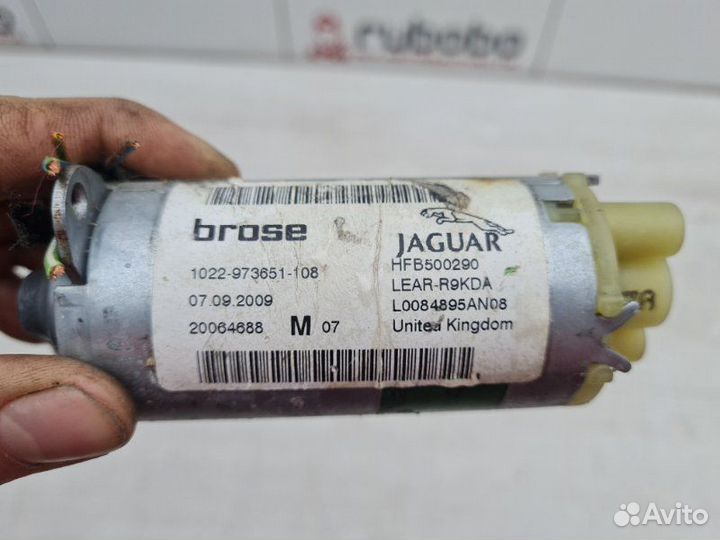 rubobo
brose
JAGUAR
1022-973651-108
HFB500290
07.09.2009
LEAR-R9KDA
L0084895AN08
20064688 M 07
United Kingdom
Avito